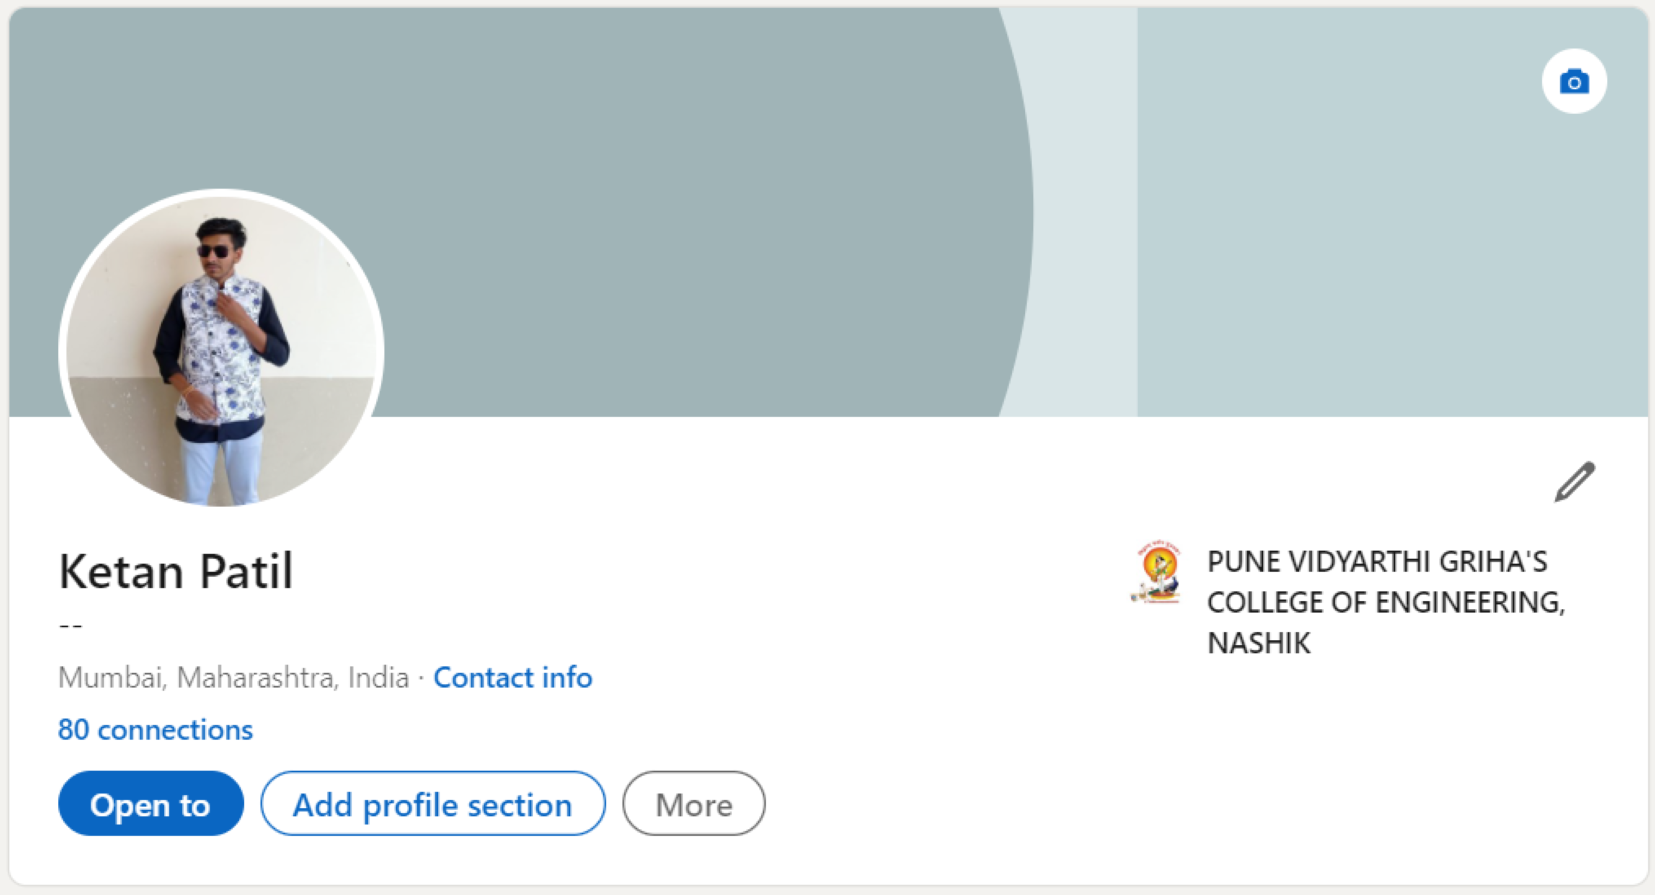 Ketan Patil
--
Mumbai, Maharashtra, India · Contact info
80 connections
Open to
Add profile section
More
PUNE VIDYARTHI GRIHA'S
COLLEGE OF ENGINEERING,
NASHIK